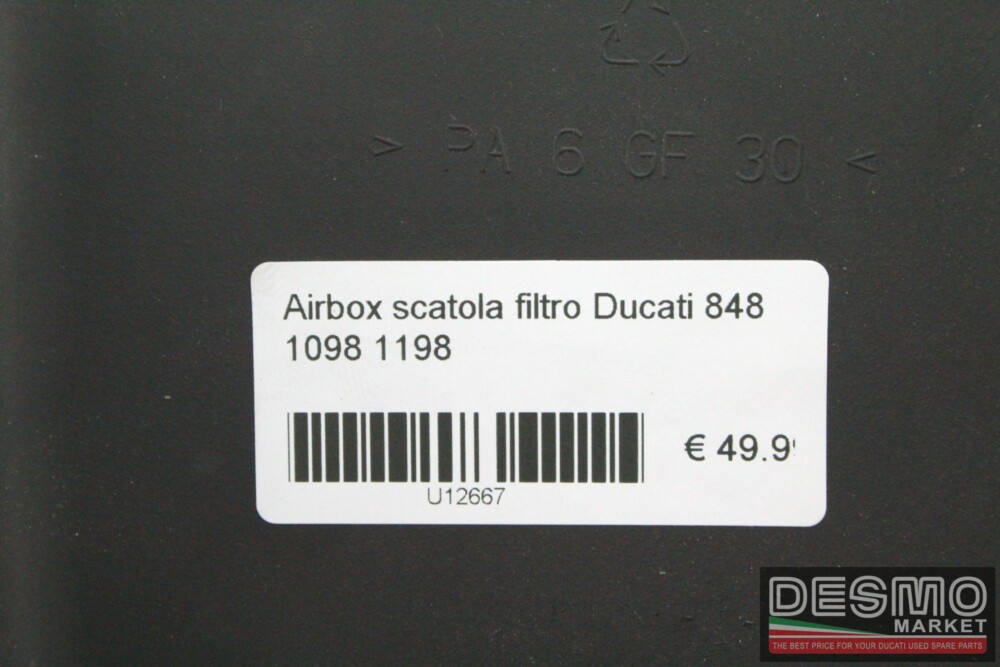 > PA 6 GF 30 <
Airbox scatola filtro Ducati 848
1098 1198
€ 49.9
U12667
DESMO
MARKET
THE BEST PRICE FOR YOUR DUCATI USED SPARE PARTS